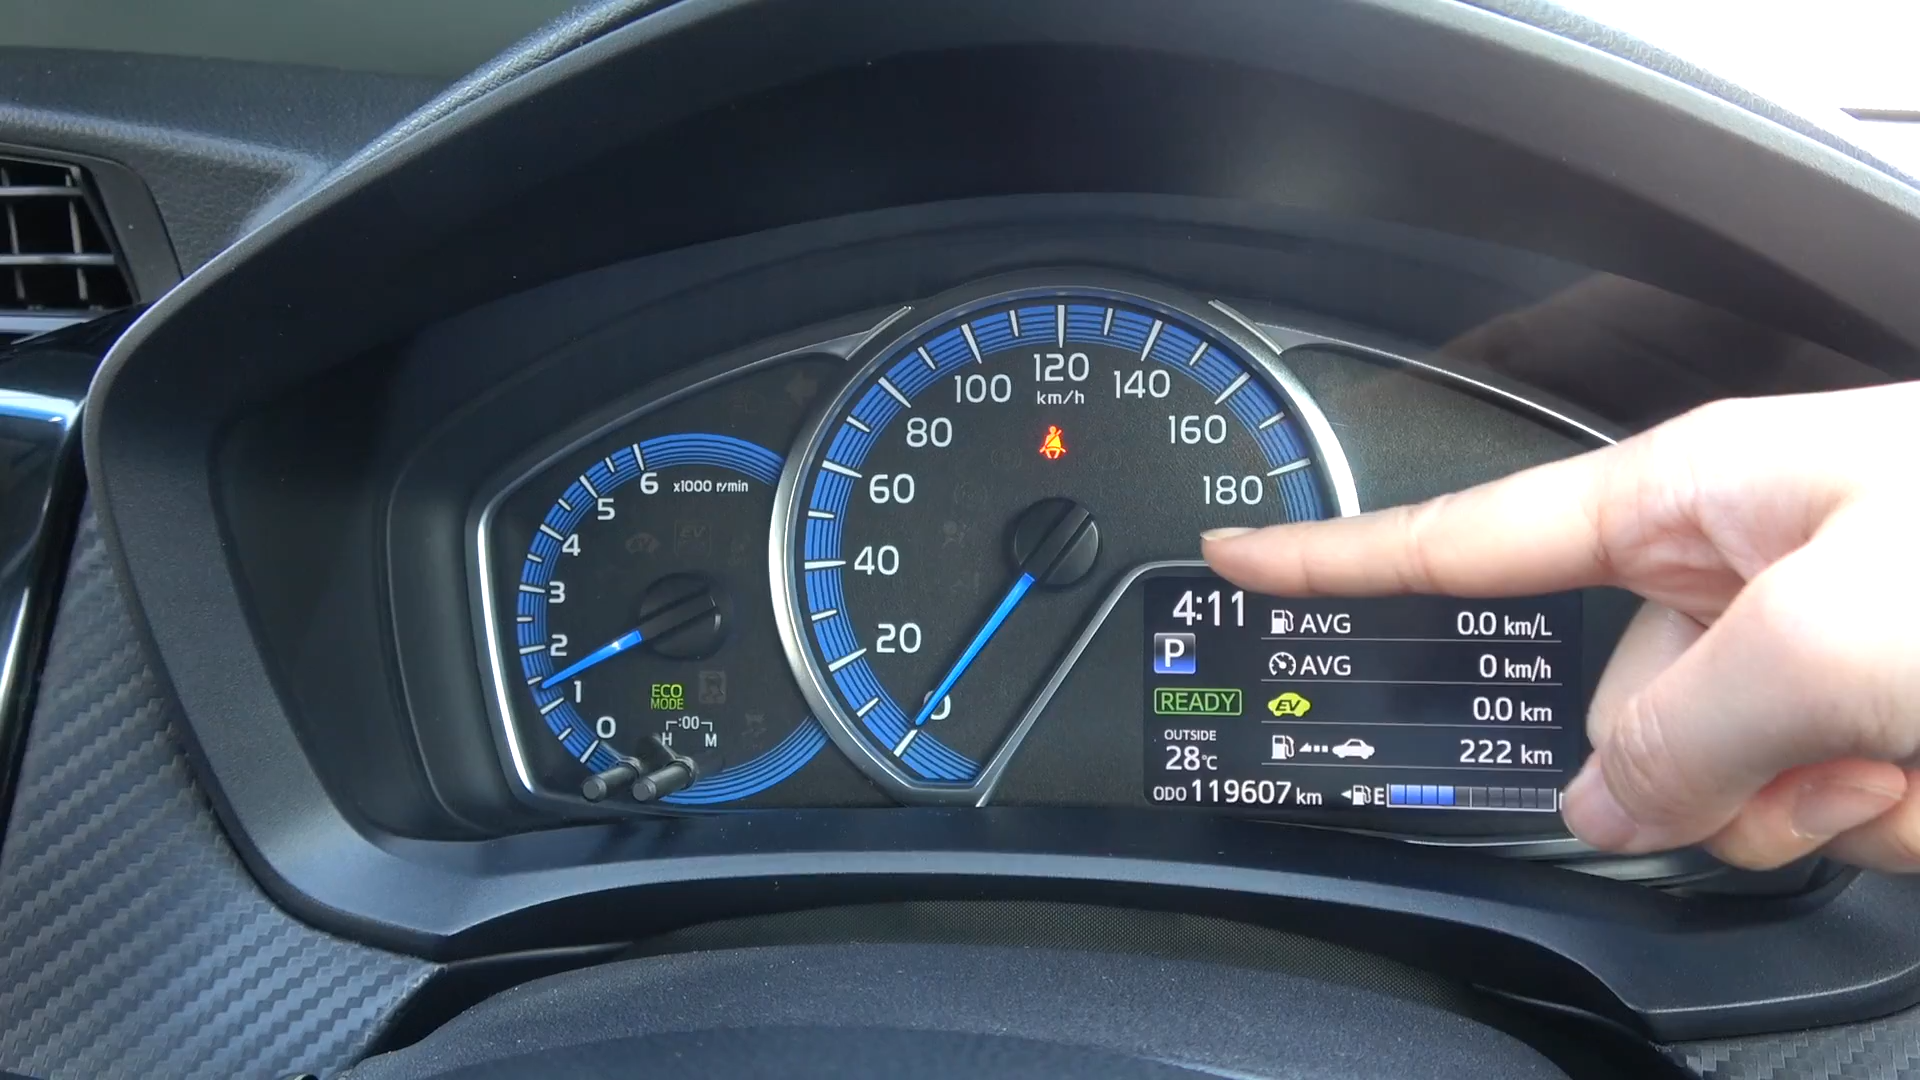 6 x1000 r/min
5
4
3
2
1
0
ECO
MODE
:00
H M
120
km/h
100
140
80
160
60
180
40
20
0
4:11
AVG 0.0 km/L
P
AVG 0 km/h
READY
EV 0.0 km
OUTSIDE
28°C
222 km
ODO 119607 km
E